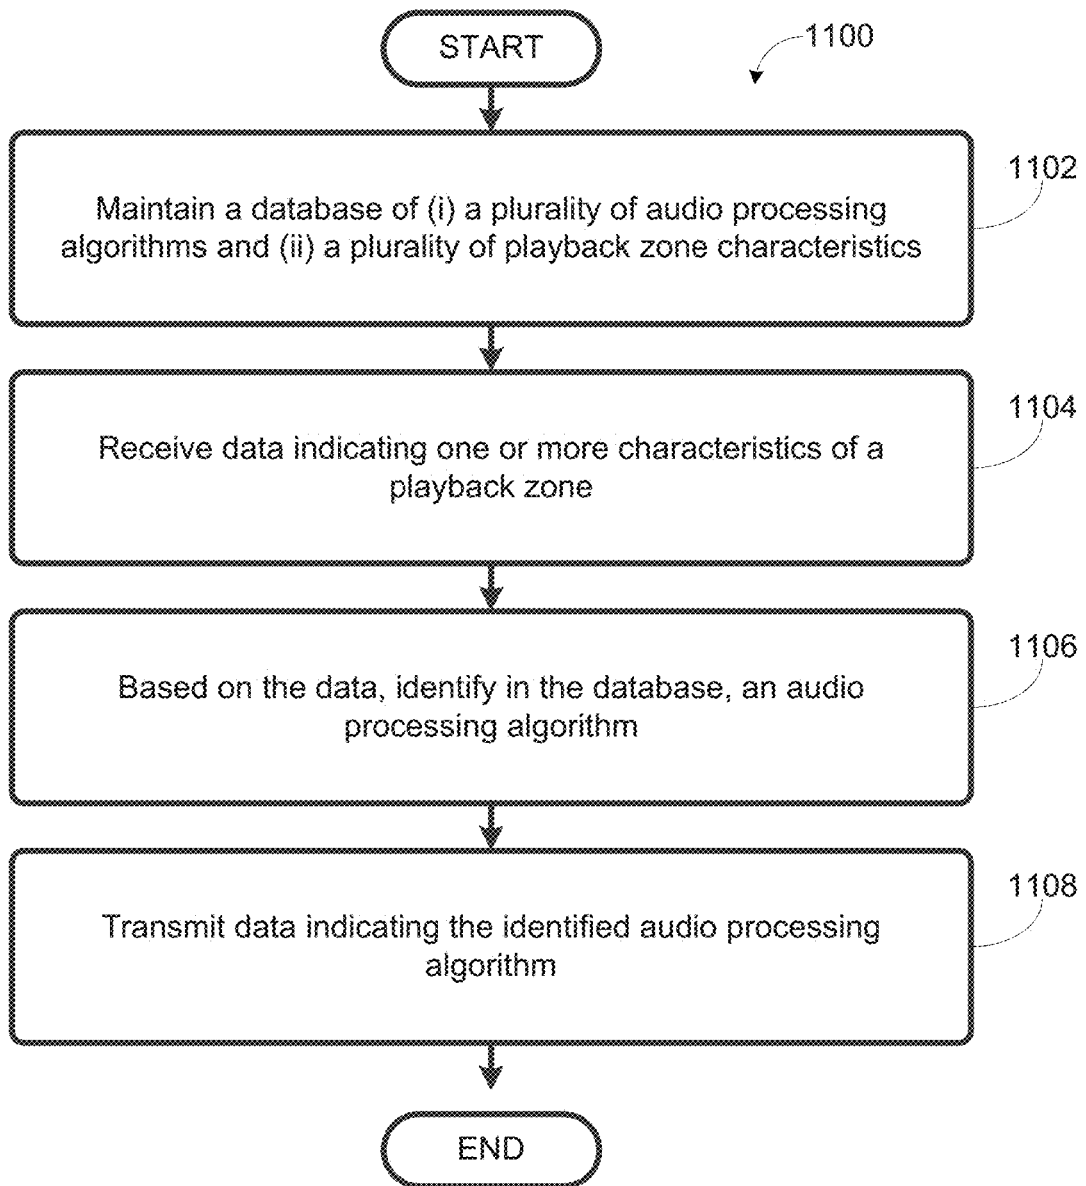 START
1100
Maintain a database of (i) a plurality of audio processing
algorithms and (ii) a plurality of playback zone characteristics
1102
Receive data indicating one or more characteristics of a
playback zone
1104
Based on the data, identify in the database, an audio
processing algorithm
1106
Transmit data indicating the identified audio processing
algorithm
1108
END